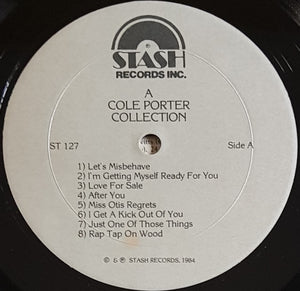 STASH
RECORDS INC.
A
COLE PORTER
COLLECTION
ST 127
Side A
1) Let's Misbehave
2) I'm Getting Myself Ready For You
3) Love For Sale
4) After You
5) Miss Otis Regrets
6) I Get A Kick Out Of You
7) Just One Of Those Things
8) Rap Tap On Wood
© & ℗ STASH RECORDS, 1984